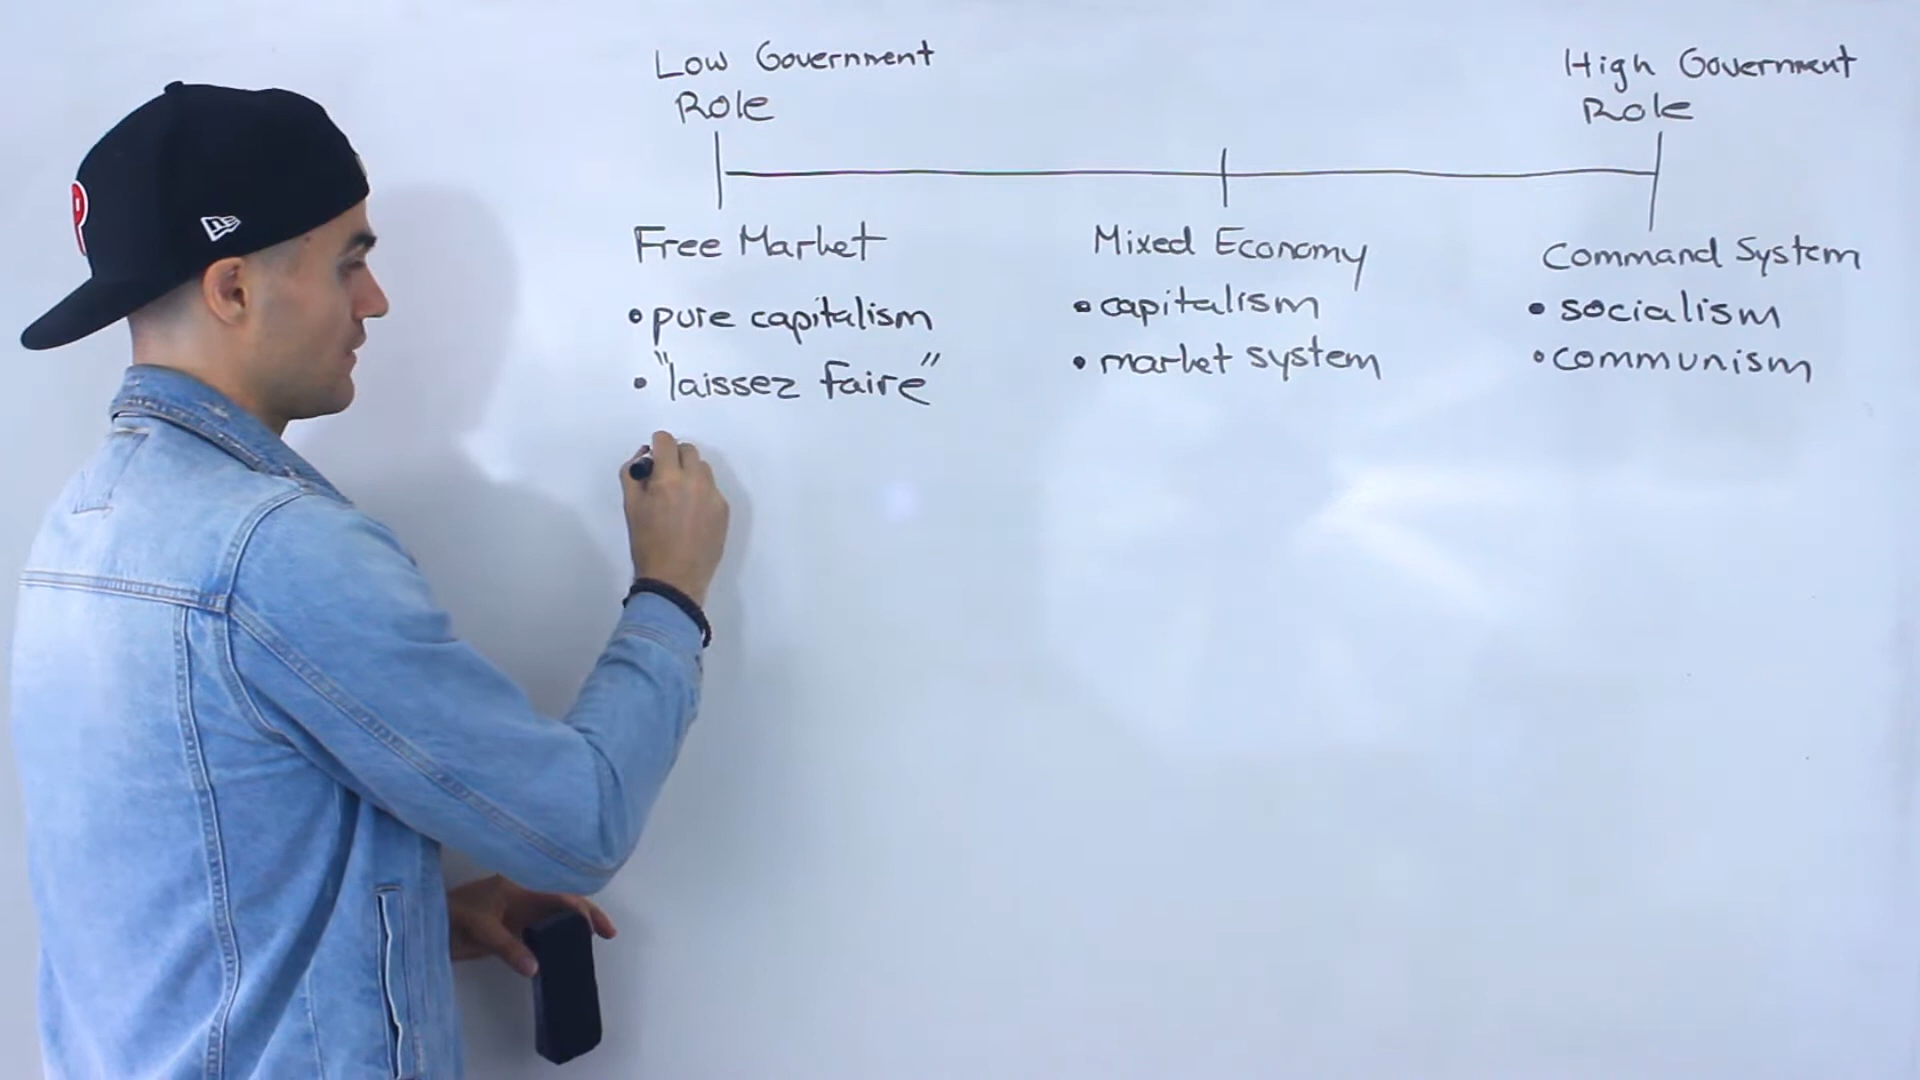 Low Government
Role
High Government
Role
Free Market
• pure capitalism
• "laissez faire"
Mixed Economy
• capitalism
• market system
Command System
• socialism
• communism
P